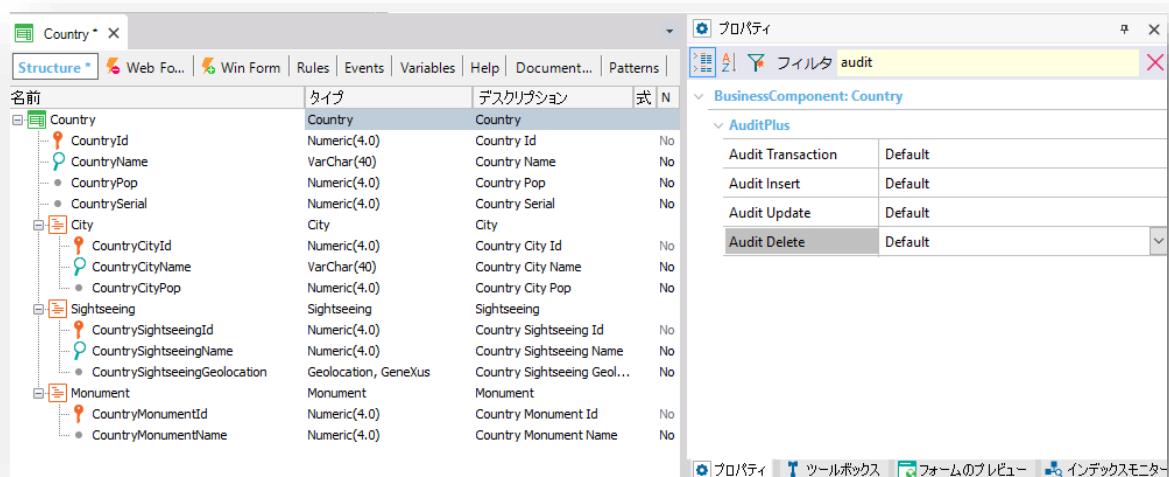 Country * ×
Structure * Web Fo... Win Form Rules Events Variables Help Document... Patterns
名前 タイプ デスクリプション 式 N
Country Country Country
CountryId Numeric(4.0) Country Id No
CountryName VarChar(40) Country Name No
CountryPop Numeric(4.0) Country Pop No
CountrySerial Numeric(4.0) Country Serial No
City City City
CountryCityId Numeric(4.0) Country City Id No
CountryCityName VarChar(40) Country City Name No
CountryCityPop Numeric(4.0) Country City Pop No
Sightseeing Sightseeing Sightseeing
CountrySightseeingId Numeric(4.0) Country Sightseeing Id No
CountrySightseeingName Numeric(4.0) Country Sightseeing Name No
CountrySightseeingGeolocation Geolocation, GeneXus Country Sightseeing Geol... No
Monument Monument Monument
CountryMonumentId Numeric(4.0) Country Monument Id No
CountryMonumentName Numeric(4.0) Country Monument Name No
プロパティ
フィルタ audit
BusinessComponent: Country
AuditPlus
Audit Transaction Default
Audit Insert Default
Audit Update Default
Audit Delete Default
プロパティ ツールボックス フォームのプレビュー インデックスモニター